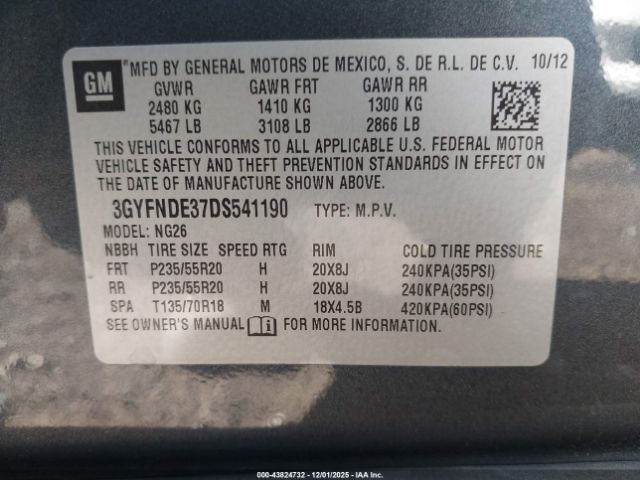 GM
*MFD BY GENERAL MOTORS DE MEXICO, S. DE R.L. DE C.V. 10/12
GVWR GAWR FRT GAWR RR
2480 KG 1410 KG 1300 KG
5467 LB 3108 LB 2866 LB
THIS VEHICLE CONFORMS TO ALL APPLICABLE U.S. FEDERAL MOTOR
VEHICLE SAFETY AND THEFT PREVENTION STANDARDS IN EFFECT ON
THE DATE OF MANUFACTURE SHOWN ABOVE.
3GYFNDE37DS541190 TYPE: M.P.V.
MODEL: NG26
NBBH TIRE SIZE SPEED RTG RIM COLD TIRE PRESSURE
FRT P235/55R20 H 20X8J 240KPA(35PSI)
RR P235/55R20 H 20X8J 240KPA(35PSI)
SPA T135/70R18 M 18X4.5B 420KPA(60PSI)
SEE OWNER'S MANUAL i FOR MORE INFORMATION.
000-43824732 - 12/01/2025 - IAA Inc.